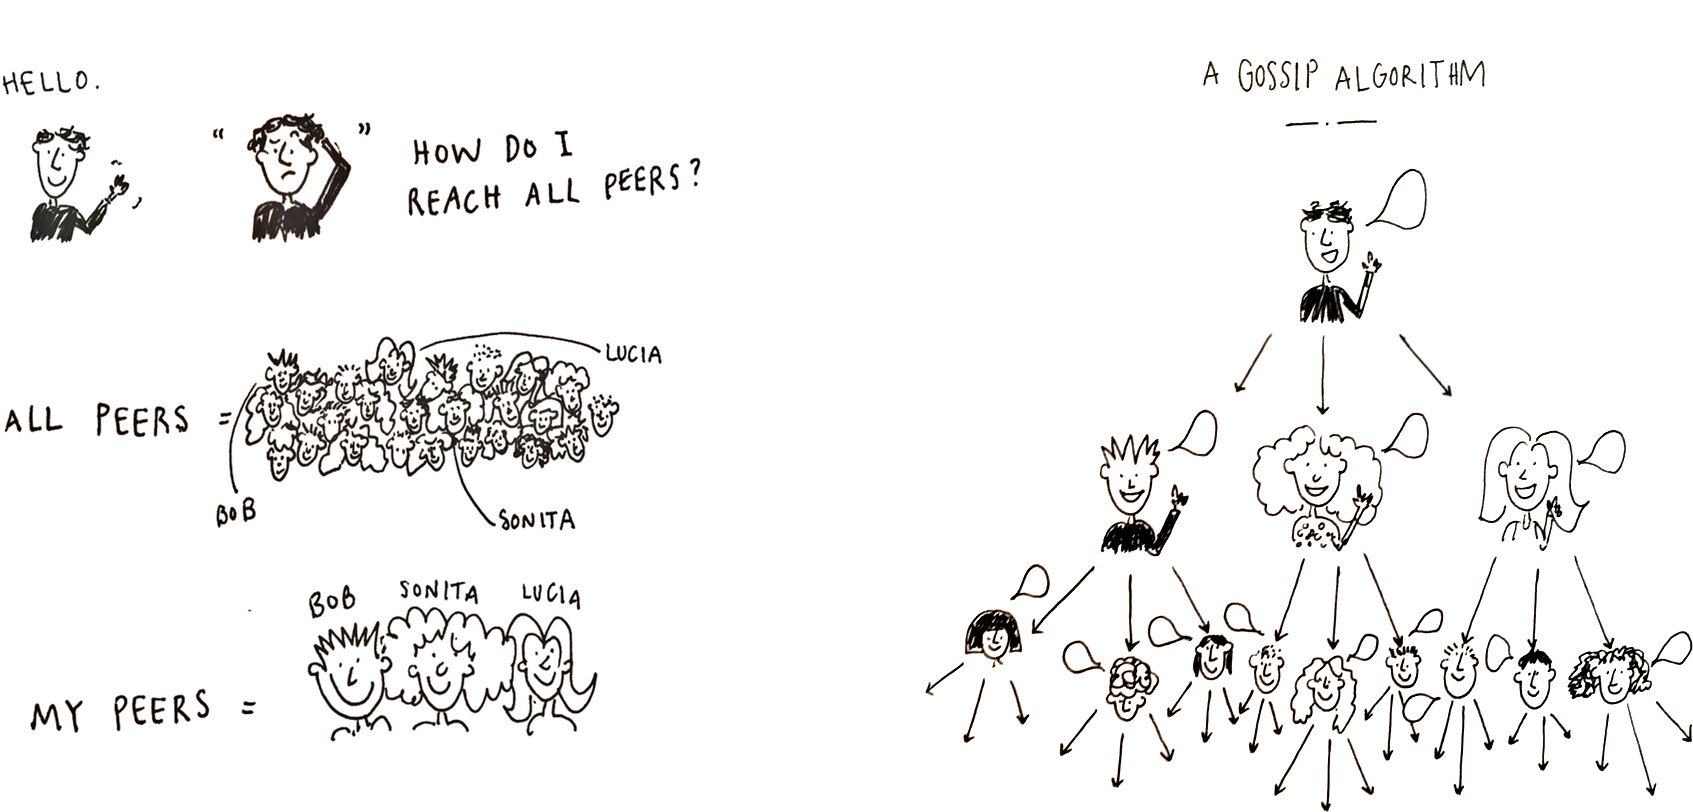 HELLO.
“ ” HOW DO I
REACH ALL PEERS?
ALL PEERS =
LUCIA
BOB
SONITA
BOB SONITA LUCIA
MY PEERS =
A GOSSIP ALGORITHM